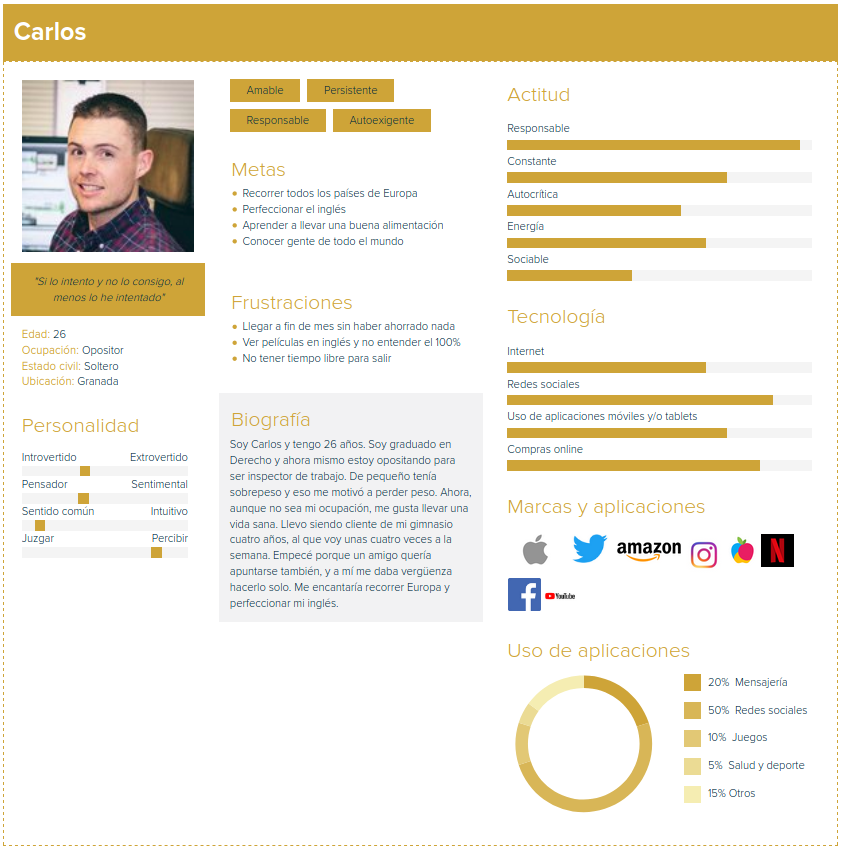 Carlos
"Si lo intento y no lo consigo, al
menos lo he intentado"
Edad: 26
Ocupación: Opositor
Estado civil: Soltero
Ubicación: Granada
Personalidad
Introvertido Extrovertido
Pensador Sentimental
Sentido común Intuitivo
Juzgar Percibir
Amable Persistente
Responsable Autoexigente
Metas
Recorrer todos los países de Europa
Perfeccionar el inglés
Aprender a llevar una buena alimentación
Conocer gente de todo el mundo
Frustraciones
Llegar a fin de mes sin haber ahorrado nada
Ver películas en inglés y no entender el 100%
No tener tiempo libre para salir
Biografía
Soy Carlos y tengo 26 años. Soy graduado en
Derecho y ahora mismo estoy opositando para
ser inspector de trabajo. De pequeño tenía
sobrepeso y eso me motivó a perder peso. Ahora,
aunque no sea mi ocupación, me gusta llevar una
vida sana. Llevo siendo cliente de mi gimnasio
cuatro años, al que voy unas cuatro veces a la
semana. Empecé porque un amigo quería
apuntarse también, y a mí me daba vergüenza
hacerlo solo. Me encantaría recorrer Europa y
perfeccionar mi inglés.
Actitud
Responsable
Constante
Autocrítica
Energía
Sociable
Tecnología
Internet
Redes sociales
Uso de aplicaciones móviles y/o tablets
Compras online
Marcas y aplicaciones
amazon N
f YouTube
Uso de aplicaciones
20% Mensajería
50% Redes sociales
10% Juegos
5% Salud y deporte
15% Otros